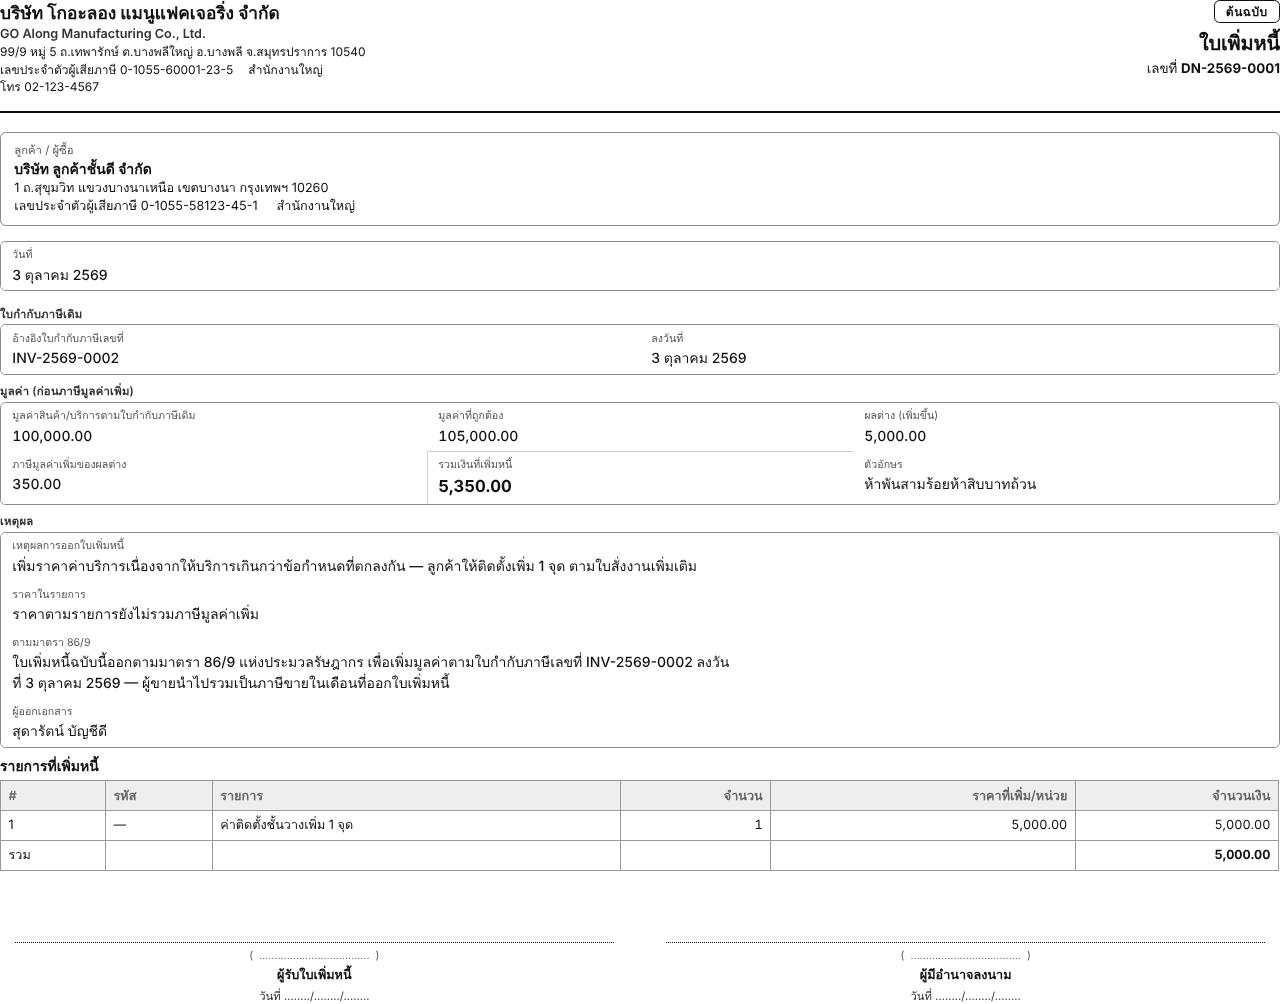 บริษัท โกอะลอง แมนูแฟคเจอริ่ง จำกัด
GO Along Manufacturing Co., Ltd.
99/9 หมู่ 5 ถ.เทพารักษ์ ต.บางพลีใหญ่ อ.บางพลี จ.สมุทรปราการ 10540
เลขประจำตัวผู้เสียภาษี 0-1055-60001-23-5 สำนักงานใหญ่
โทร 02-123-4567
ต้นฉบับ
ใบเพิ่มหนี้
เลขที่ DN-2569-0001
ลูกค้า / ผู้ซื้อ
บริษัท ลูกค้าชั้นดี จำกัด
1 ถ.สุขุมวิท แขวงบางนาเหนือ เขตบางนา กรุงเทพฯ 10260
เลขประจำตัวผู้เสียภาษี 0-1055-58123-45-1 สำนักงานใหญ่
วันที่
3 ตุลาคม 2569
ใบกำกับภาษีเดิม
อ้างอิงใบกำกับภาษีเลขที่ ลงวันที่
INV-2569-0002 3 ตุลาคม 2569
มูลค่า (ก่อนภาษีมูลค่าเพิ่ม)
มูลค่าสินค้า/บริการตามใบกำกับภาษีเดิม มูลค่าที่ถูกต้อง ผลต่าง (เพิ่มขึ้น)
100,000.00 105,000.00 5,000.00
ภาษีมูลค่าเพิ่มของผลต่าง รวมเงินที่เพิ่มหนี้ ตัวอักษร
350.00 5,350.00 ห้าพันสามร้อยห้าสิบบาทถ้วน
เหตุผล
เหตุผลการออกใบเพิ่มหนี้
เพิ่มราคาค่าบริการเนื่องจากให้บริการเกินกว่าข้อกำหนดที่ตกลงกัน — ลูกค้าให้ติดตั้งเพิ่ม 1 จุด ตามใบสั่งงานเพิ่มเติม
ราคาในรายการ
ราคาตามรายการยังไม่รวมภาษีมูลค่าเพิ่ม
ตามมาตรา 86/9
ใบเพิ่มหนี้ฉบับนี้ออกตามมาตรา 86/9 แห่งประมวลรัษฎากร เพื่อเพิ่มมูลค่าตามใบกำกับภาษีเลขที่ INV-2569-0002 ลงวัน
ที่ 3 ตุลาคม 2569 — ผู้ขายนำไปรวมเป็นภาษีขายในเดือนที่ออกใบเพิ่มหนี้
ผู้ออกเอกสาร
สุดารัตน์ บัญชีดี
รายการที่เพิ่มหนี้
# รหัส รายการ จำนวน ราคาที่เพิ่ม/หน่วย จำนวนเงิน
1 — ค่าติดตั้งชั้นวางเพิ่ม 1 จุด 1 5,000.00 5,000.00
รวม 5,000.00
( .................................... ) ( .................................... )
ผู้รับใบเพิ่มหนี้ ผู้มีอำนาจลงนาม
วันที่ ......../......../........ วันที่ ......../......../........